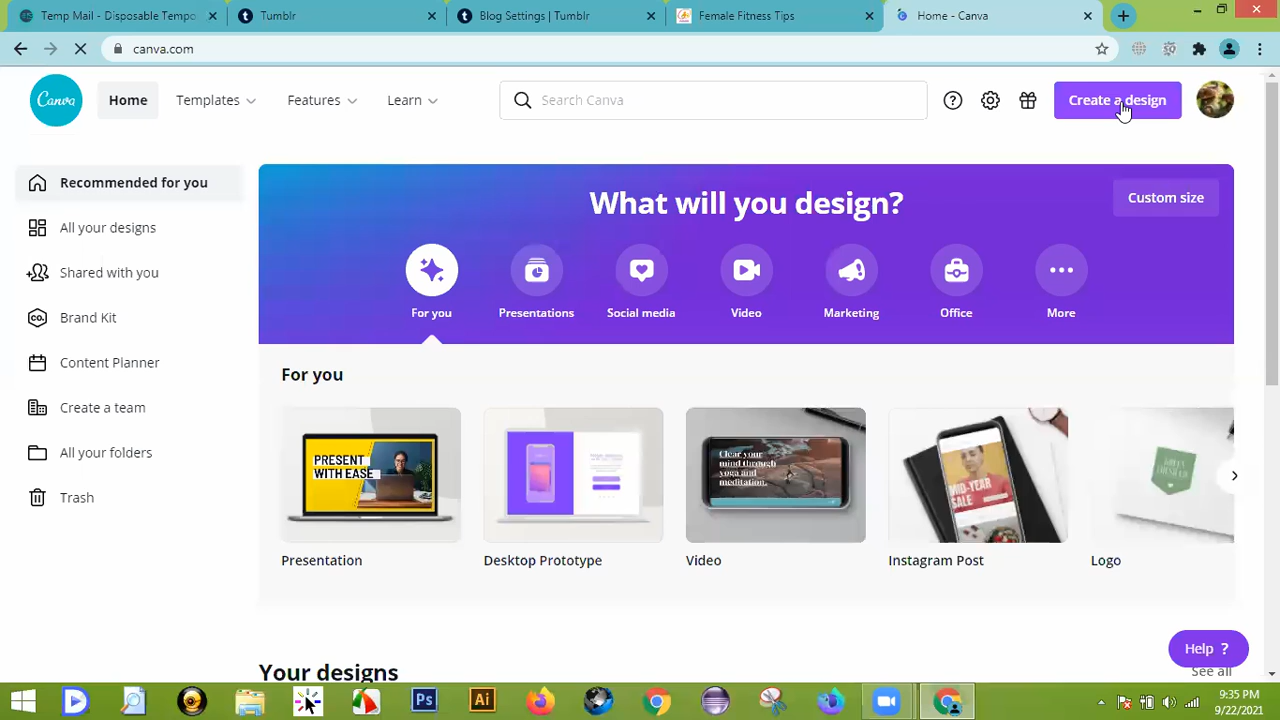 Temp Mail - Disposable Tempo
Tumblr
Blog Settings | Tumblr
Female Fitness Tips
Home - Canva
canva.com
Canva
Home
Templates
Features
Learn
Search Canva
Create a design
Recommended for you
All your designs
Shared with you
Brand Kit
Content Planner
Create a team
All your folders
Trash
What will you design?
Custom size
For you
Presentations
Social media
Video
Marketing
Office
More
For you
PRESENT
WITH EASE
Clear your
mind through
yoga and
meditation.
MID-YEAR
SALE
Presentation
Desktop Prototype
Video
Instagram Post
Logo
Your designs
See all
Help ?
Ps
Ai
9:35 PM
9/22/2021